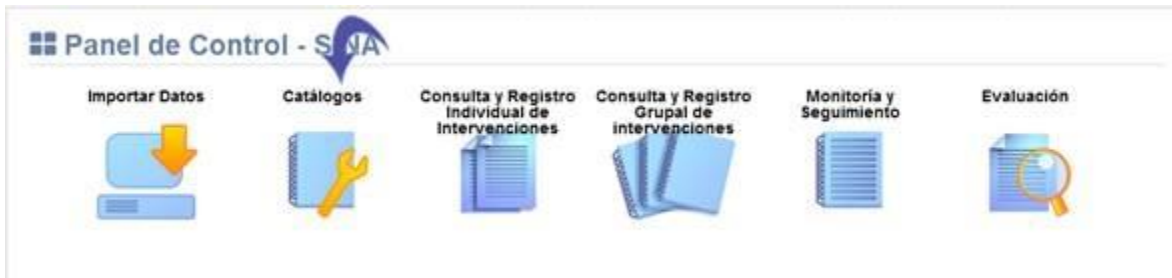 Panel de Control - S NA
Importar Datos
Catálogos
Consulta y Registro
Individual de
Intervenciones
Consulta y Registro
Grupal de
intervenciones
Monitoría y
Seguimiento
Evaluación